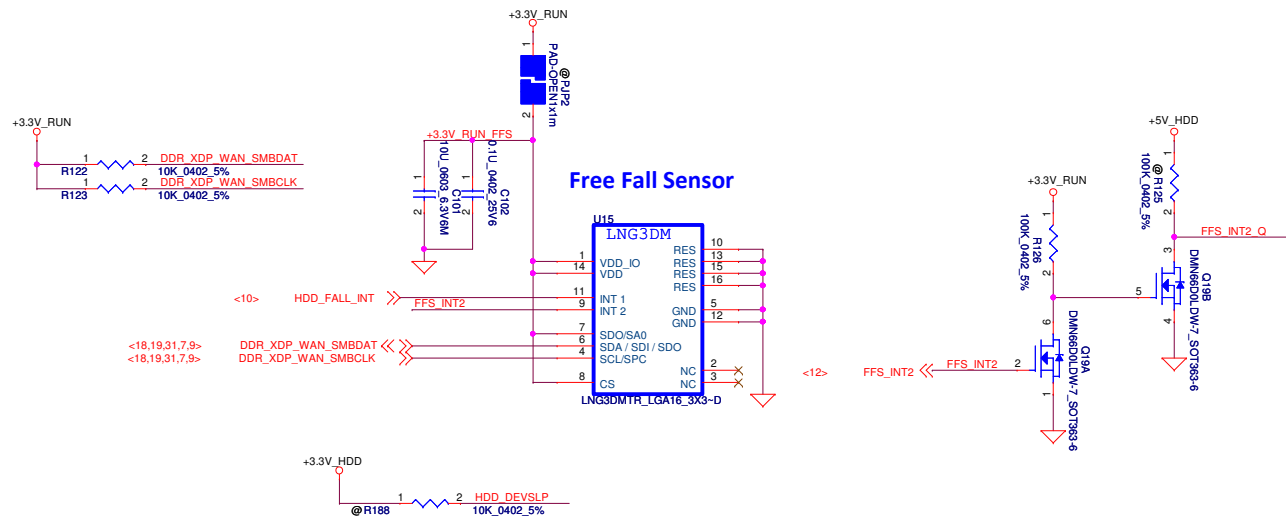 +3.3V_RUN
1
@PJP2
PAD-OPEN1x1m
2
+3.3V_RUN
1 2 DDR_XDP_WAN_SMBDAT
R122 10K_0402_5%
1 2 DDR_XDP_WAN_SMBCLK
R123 10K_0402_5%
+3.3V_RUN_FFS
10U_0603_6.3V6M
C101
1
2
0.1U_0402_25V6
C102
1
2
Free Fall Sensor
U15
LNG3DM
1 VDD_IO
14 VDD
11 INT 1
9 INT 2
7 SDO/SA0
6 SDA / SDI / SDO
4 SCL/SPC
8 CS
RES 10
RES 13
RES 15
RES 16
GND 5
GND 12
NC 2
NC 3
LNG3DMTR_LGA16_3X3~D
<10> HDD_FALL_INT
FFS_INT2
<18,19,31,7,9> DDR_XDP_WAN_SMBDAT
<18,19,31,7,9> DDR_XDP_WAN_SMBCLK
+5V_HDD
1
@R125
100K_0402_5%
2
FFS_INT2_Q
+3.3V_RUN
1
R126
100K_0402_5%
2
3
5
4
Q19B
DMN66D0LDW-7_SOT363-6
6
2
1
Q19A
DMN66D0LDW-7_SOT363-6
<12> FFS_INT2 FFS_INT2
+3.3V_HDD
1 2 HDD_DEVSLP
@R188 10K_0402_5%